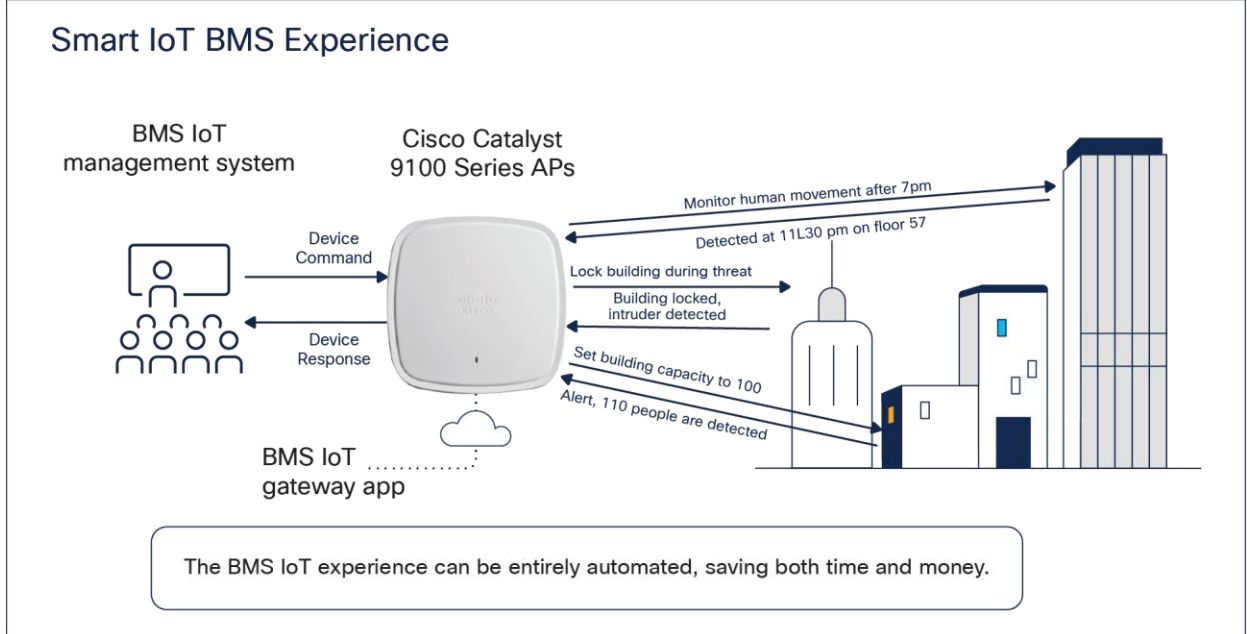 Smart IoT BMS Experience
BMS IoT
management system
Cisco Catalyst
9100 Series APs
Device
Command
Device
Response
cisco
Monitor human movement after 7pm
Detected at 11L30 pm on floor 57
Lock building during threat
Building locked,
intruder detected
Set building capacity to 100
Alert, 110 people are detected
BMS IoT
gateway app
The BMS IoT experience can be entirely automated, saving both time and money.